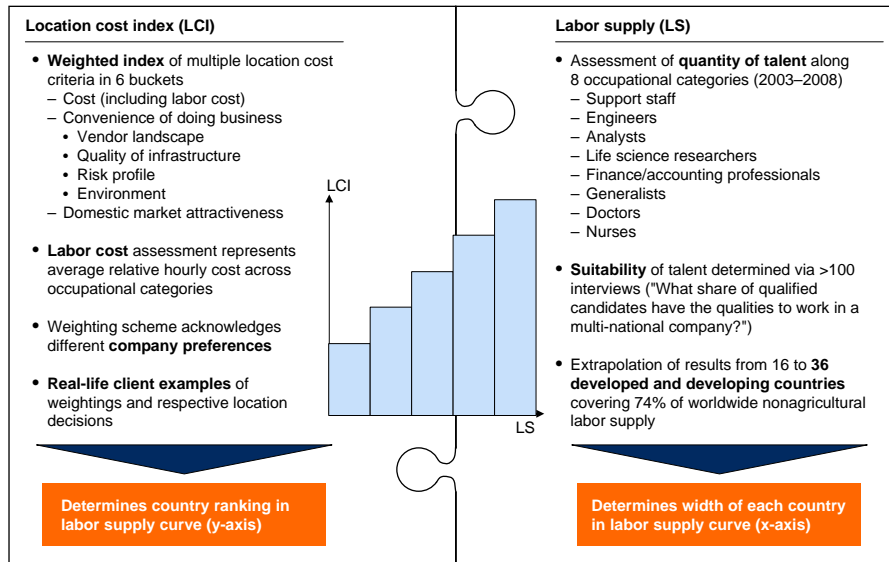 Location cost index (LCI)
• Weighted index of multiple location cost
criteria in 6 buckets
– Cost (including labor cost)
– Convenience of doing business
• Vendor landscape
• Quality of infrastructure
• Risk profile
• Environment
– Domestic market attractiveness
• Labor cost assessment represents
average relative hourly cost across
occupational categories
• Weighting scheme acknowledges
different company preferences
• Real-life client examples of
weightings and respective location
decisions
Determines country ranking in
labor supply curve (y-axis)
LCI
LS
Labor supply (LS)
• Assessment of quantity of talent along
8 occupational categories (2003–2008)
– Support staff
– Engineers
– Analysts
– Life science researchers
– Finance/accounting professionals
– Generalists
– Doctors
– Nurses
• Suitability of talent determined via >100
interviews ("What share of qualified
candidates have the qualities to work in a
multi-national company?")
• Extrapolation of results from 16 to 36
developed and developing countries
covering 74% of worldwide nonagricultural
labor supply
Determines width of each country
in labor supply curve (x-axis)